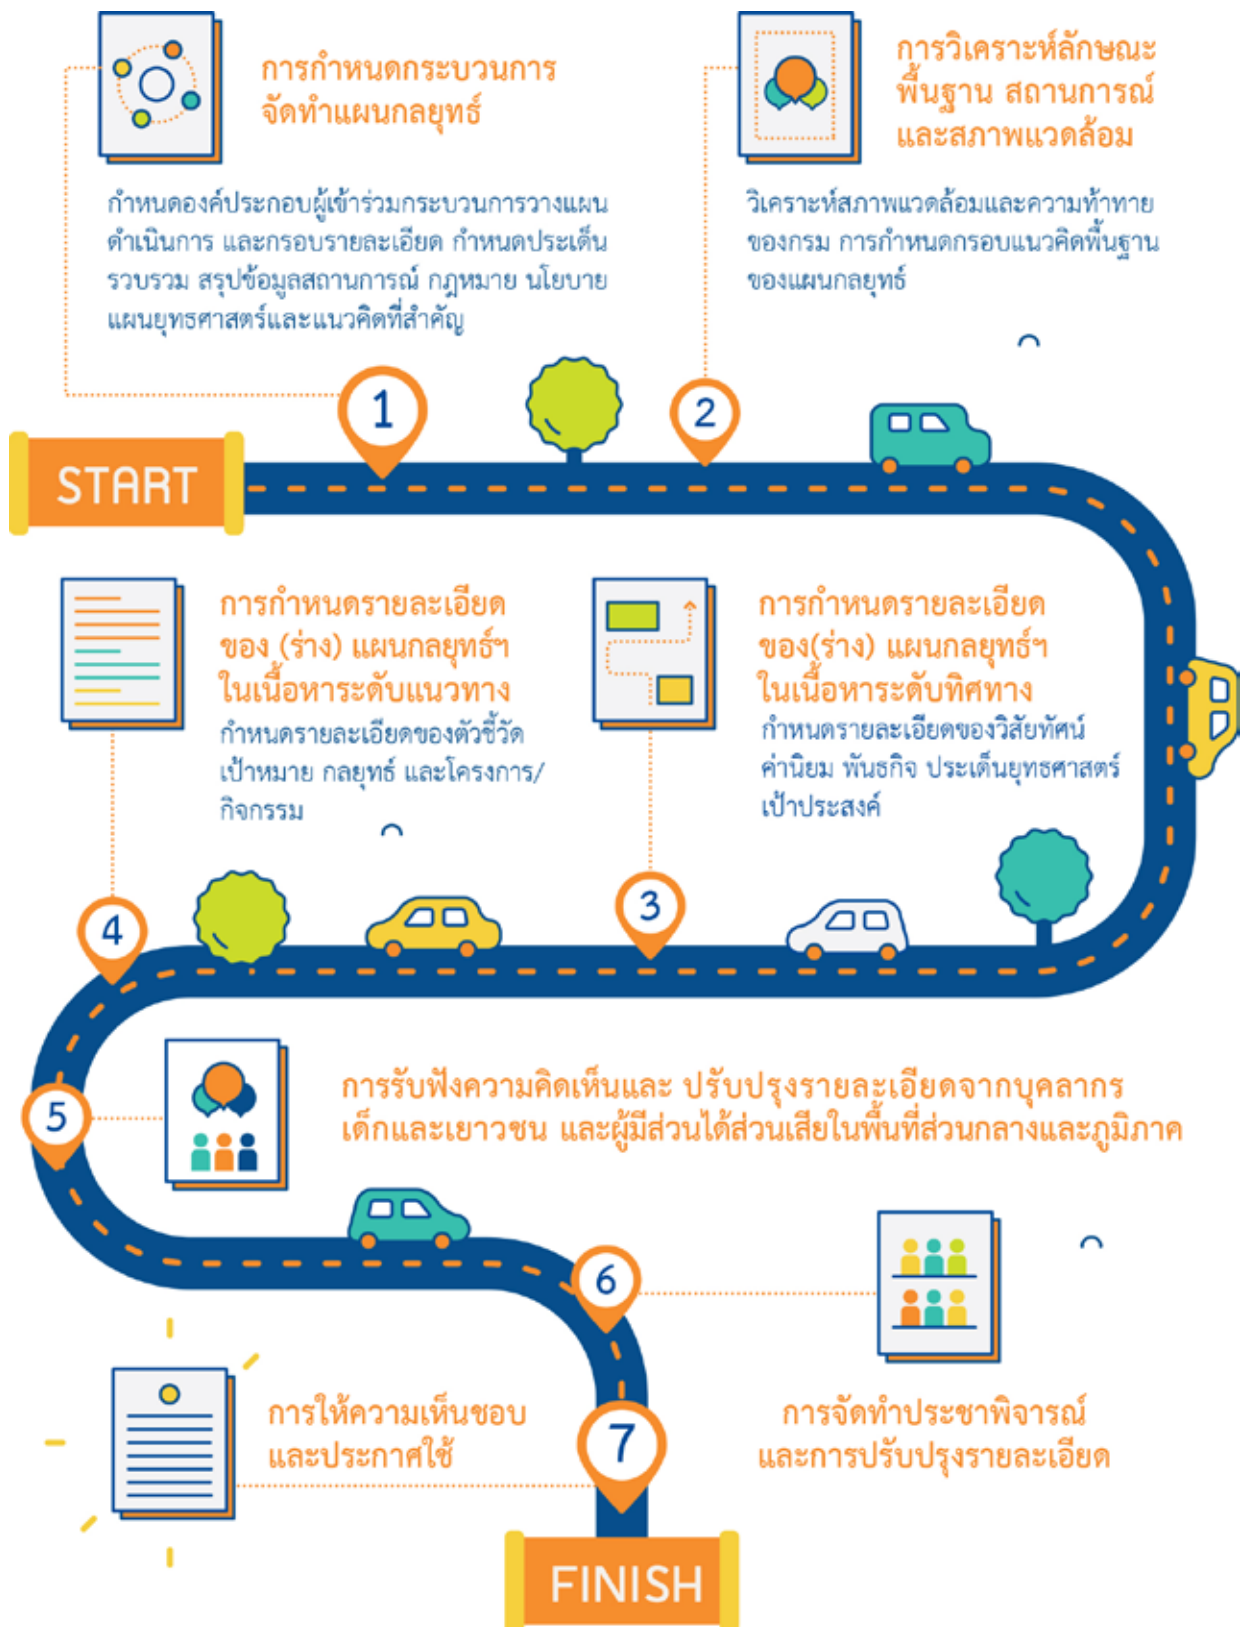 การกำหนดกระบวนการ
จัดทำแผนกลยุทธ์
กำหนดองค์ประกอบผู้เข้าร่วมกระบวนการวางแผน
ดำเนินการ และกรอบรายละเอียด กำหนดประเด็น
รวบรวม สรุปข้อมูลสถานการณ์ กฎหมาย นโยบาย
แผนยุทธศาสตร์และแนวคิดที่สำคัญ
การวิเคราะห์ลักษณะ
พื้นฐาน สถานการณ์
และสภาพแวดล้อม
วิเคราะห์สภาพแวดล้อมและความท้าทาย
ของกรม การกำหนดกรอบแนวคิดพื้นฐาน
ของแผนกลยุทธ์
1
2
START
การกำหนดรายละเอียด
ของ(ร่าง) แผนกลยุทธ์ฯ
ในเนื้อหาระดับทิศทาง
กำหนดรายละเอียดของวิสัยทัศน์
ค่านิยม พันธกิจ ประเด็นยุทธศาสตร์
เป้าประสงค์
3
การกำหนดรายละเอียด
ของ (ร่าง) แผนกลยุทธ์ฯ
ในเนื้อหาระดับแนวทาง
กำหนดรายละเอียดของตัวชี้วัด
เป้าหมาย กลยุทธ์ และโครงการ/
กิจกรรม
4
5
การรับฟังความคิดเห็นและ ปรับปรุงรายละเอียดจากบุคลากร
เด็กและเยาวชน และผู้มีส่วนได้ส่วนเสียในพื้นที่ส่วนกลางและภูมิภาค
6
การจัดทำประชาพิจารณ์
และการปรับปรุงรายละเอียด
การให้ความเห็นชอบ
และประกาศใช้
7
FINISH